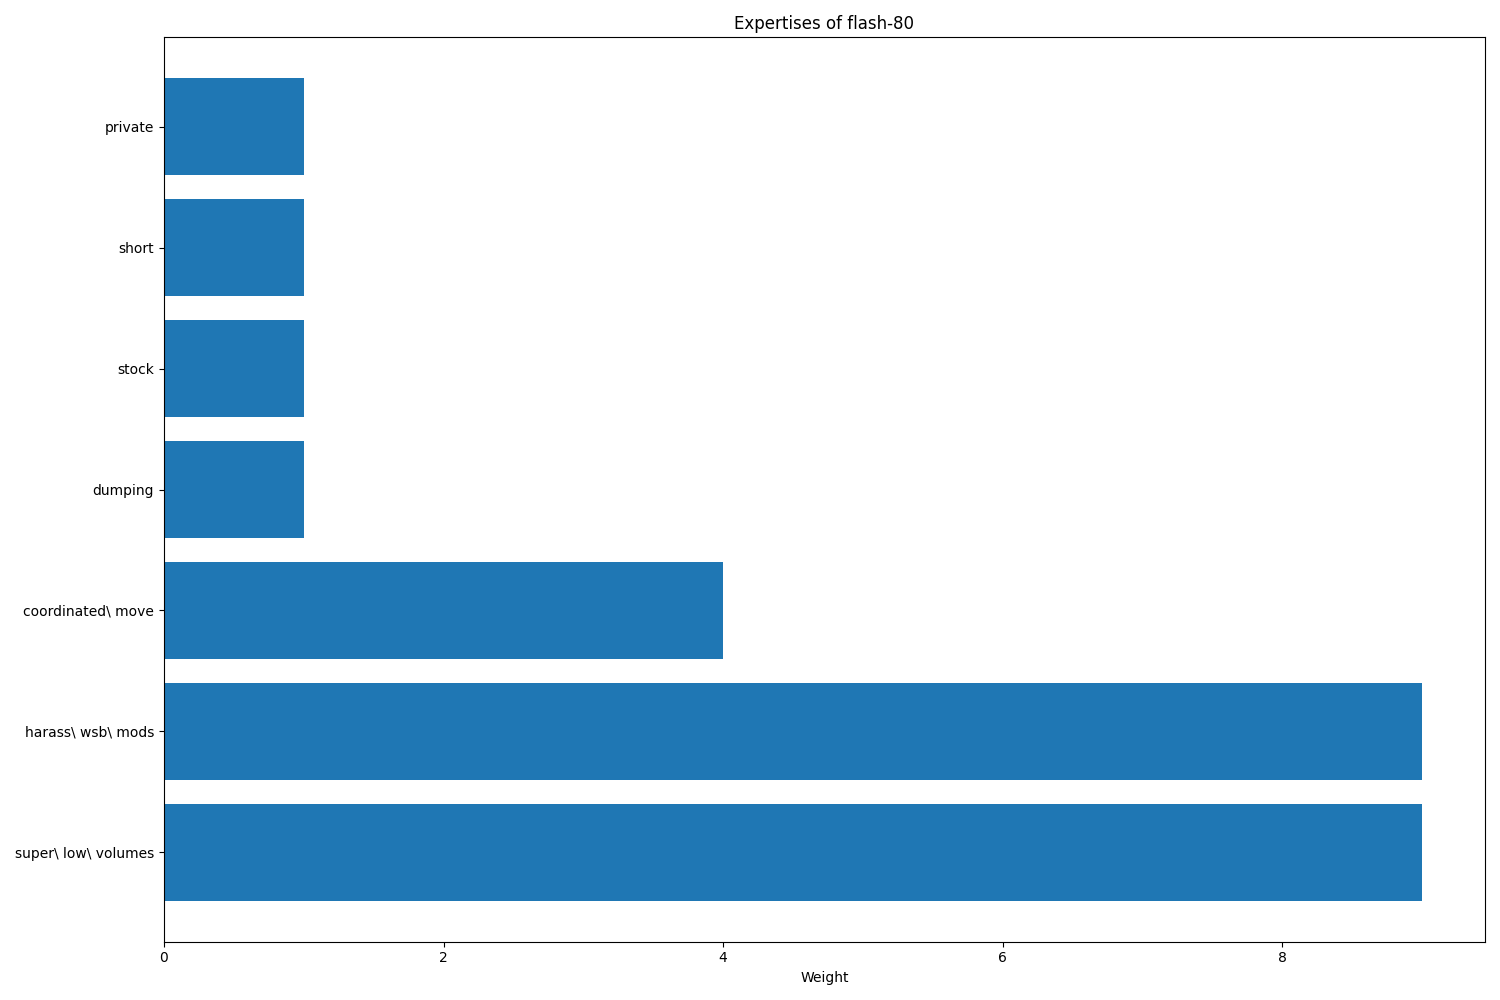 Expertises of flash-80
private
short
stock
dumping
coordinated\ move
harass\ wsb\ mods
super\ low\ volumes
0 2 4 6 8
Weight